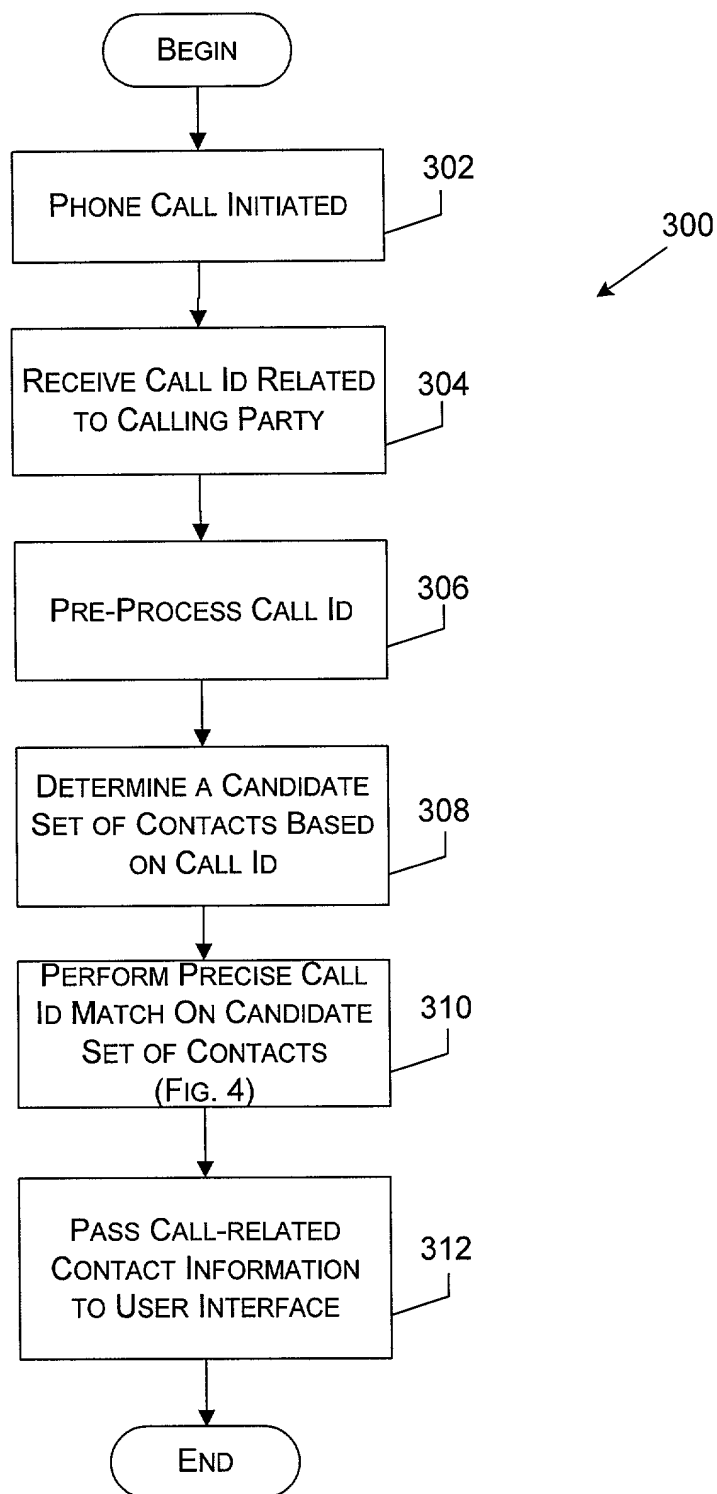 BEGIN
PHONE CALL INITIATED
302
300
RECEIVE CALL ID RELATED
TO CALLING PARTY
304
PRE-PROCESS CALL ID
306
DETERMINE A CANDIDATE
SET OF CONTACTS BASED
ON CALL ID
308
PERFORM PRECISE CALL
ID MATCH ON CANDIDATE
SET OF CONTACTS
(FIG. 4)
310
PASS CALL-RELATED
CONTACT INFORMATION
TO USER INTERFACE
312
END